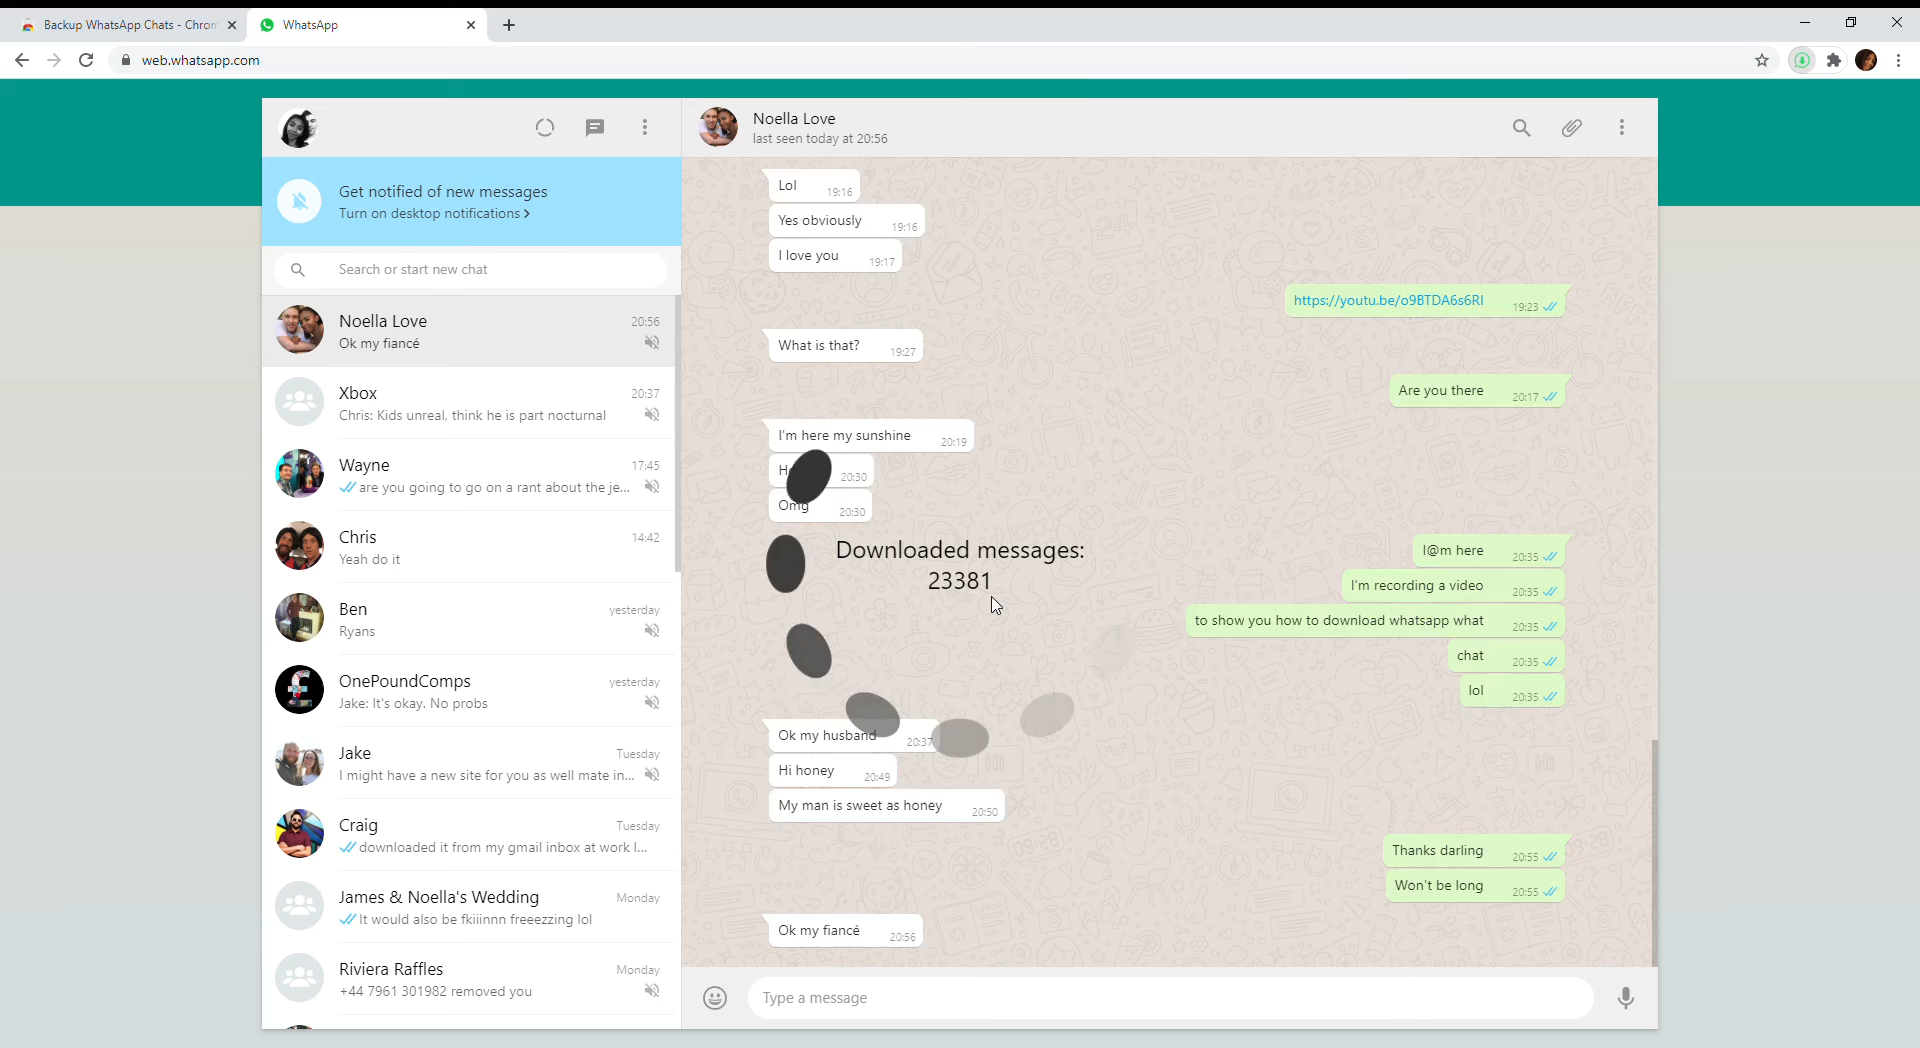 Backup WhatsApp Chats - Chrom
WhatsApp
web.whatsapp.com
Get notified of new messages
Turn on desktop notifications >
Search or start new chat
Noella Love 20:56
Ok my fiancé
Xbox 20:37
Chris: Kids unreal, think he is part nocturnal
Wayne 17:45
are you going to go on a rant about the je...
Chris 14:42
Yeah do it
Ben yesterday
Ryans
OnePoundComps yesterday
Jake: It's okay. No probs
Jake Tuesday
I might have a new site for you as well mate in...
Craig Tuesday
downloaded it from my gmail inbox at work l...
James & Noella's Wedding Monday
It would also be fkiiinnn freeezzing lol
Riviera Raffles Monday
+44 7961 301982 removed you
Noella Love
last seen today at 20:56
Lol 19:16
Yes obviously 19:16
I love you 19:17
https://youtu.be/o9BTDA6s6RI 19:23
What is that? 19:27
Are you there 20:17
I'm here my sunshine 20:19
20:30
Omg 20:30
Downloaded messages:
23381
I@m here 20:35
I'm recording a video 20:35
to show you how to download whatsapp what 20:35
chat 20:35
lol 20:35
Ok my husband 20:37
Hi honey 20:49
My man is sweet as honey 20:50
Thanks darling 20:55
Won't be long 20:55
Ok my fiancé 20:56
Type a message